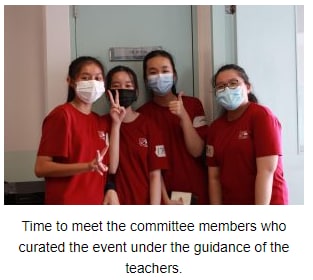 Time to meet the committee members who
curated the event under the guidance of the
teachers.